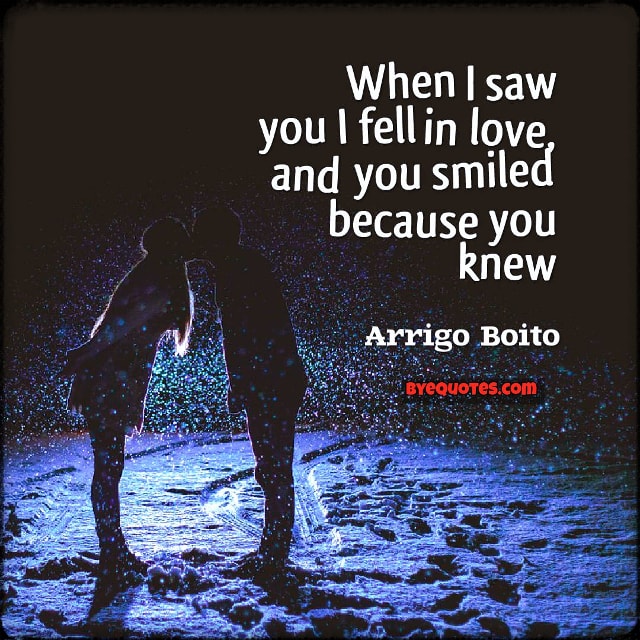 When I saw
you I fell in love,
and you smiled
because you
knew
Arrigo Boito
BYEQUOTES.COM